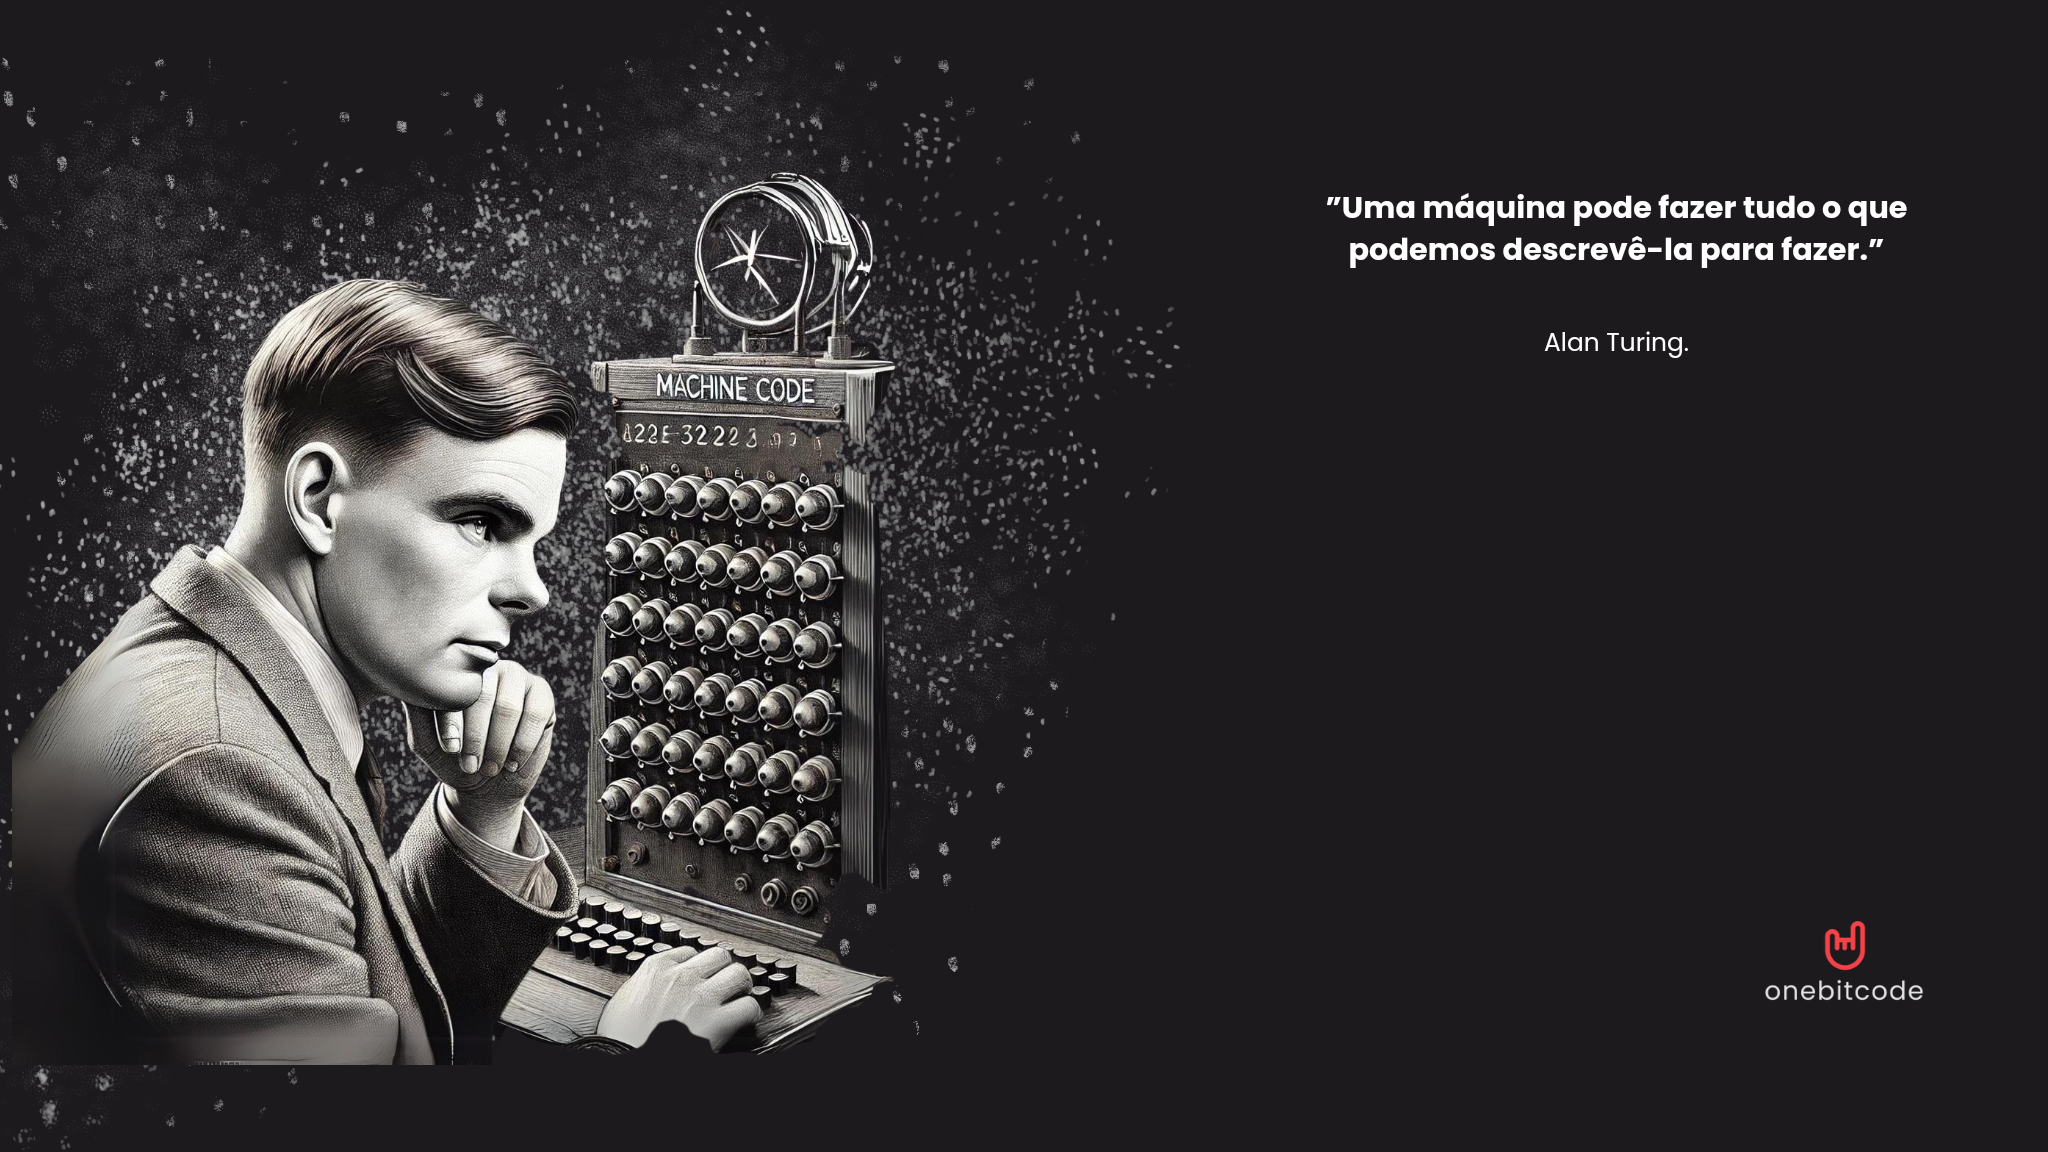 ”Uma máquina pode fazer tudo o que
podemos descrevê-la para fazer.”
Alan Turing.
MACHINE CODE
onebitcode